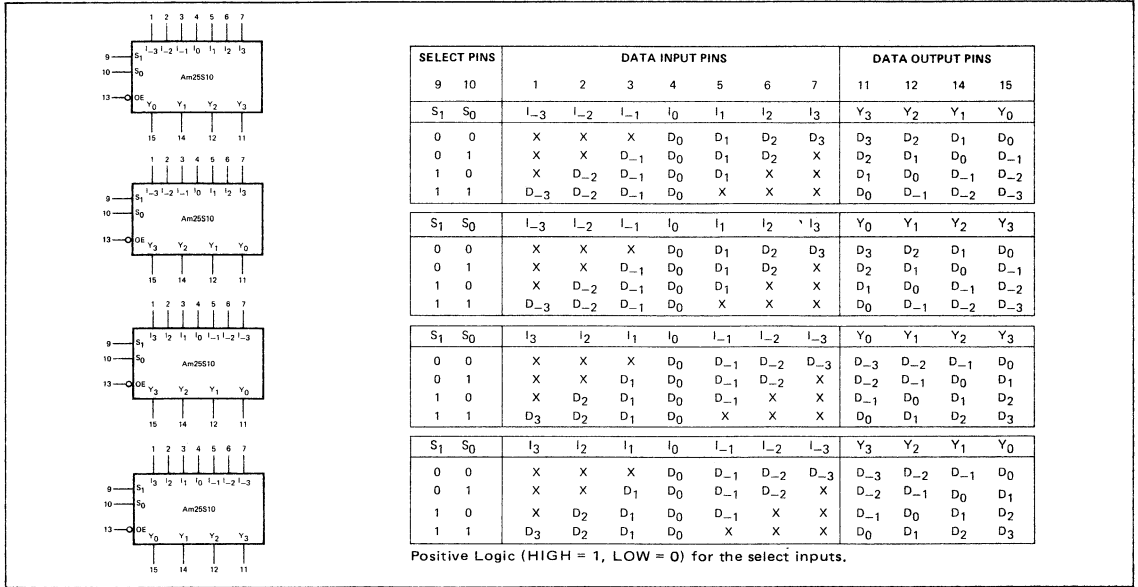 1 2 3 4 5 6 7
I₋₃ I₋₂ I₋₁ I₀ I₁ I₂ I₃
9 S₁
10 S₀
Am25S10
13 OE
Y₀ Y₁ Y₂ Y₃
15 14 12 11
1 2 3 4 5 6 7
I₋₃ I₋₂ I₋₁ I₀ I₁ I₂ I₃
9 S₁
10 S₀
Am25S10
13 OE
Y₃ Y₂ Y₁ Y₀
15 14 12 11
1 2 3 4 5 6 7
I₃ I₂ I₁ I₀ I₋₁ I₋₂ I₋₃
9 S₁
10 S₀
Am25S10
13 OE
Y₃ Y₂ Y₁ Y₀
15 14 12 11
1 2 3 4 5 6 7
I₃ I₂ I₁ I₀ I₋₁ I₋₂ I₋₃
9 S₁
10 S₀
Am25S10
13 OE
Y₀ Y₁ Y₂ Y₃
15 14 12 11
SELECT PINS DATA INPUT PINS DATA OUTPUT PINS
9 10 1 2 3 4 5 6 7 11 12 14 15
S₁ S₀ I₋₃ I₋₂ I₋₁ I₀ I₁ I₂ I₃ Y₃ Y₂ Y₁ Y₀
0 0 X X X D₀ D₁ D₂ D₃ D₃ D₂ D₁ D₀
0 1 X X D₋₁ D₀ D₁ D₂ X D₂ D₁ D₀ D₋₁
1 0 X D₋₂ D₋₁ D₀ D₁ X X D₁ D₀ D₋₁ D₋₂
1 1 D₋₃ D₋₂ D₋₁ D₀ X X X D₀ D₋₁ D₋₂ D₋₃
S₁ S₀ I₋₃ I₋₂ I₋₁ I₀ I₁ I₂ I₃ Y₀ Y₁ Y₂ Y₃
0 0 X X X D₀ D₁ D₂ D₃ D₃ D₂ D₁ D₀
0 1 X X D₋₁ D₀ D₁ D₂ X D₂ D₁ D₀ D₋₁
1 0 X D₋₂ D₋₁ D₀ D₁ X X D₁ D₀ D₋₁ D₋₂
1 1 D₋₃ D₋₂ D₋₁ D₀ X X X D₀ D₋₁ D₋₂ D₋₃
S₁ S₀ I₃ I₂ I₁ I₀ I₋₁ I₋₂ I₋₃ Y₀ Y₁ Y₂ Y₃
0 0 X X X D₀ D₋₁ D₋₂ D₋₃ D₋₃ D₋₂ D₋₁ D₀
0 1 X X D₁ D₀ D₋₁ D₋₂ X D₋₂ D₋₁ D₀ D₁
1 0 X D₂ D₁ D₀ D₋₁ X X D₋₁ D₀ D₁ D₂
1 1 D₃ D₂ D₁ D₀ X X X D₀ D₁ D₂ D₃
S₁ S₀ I₃ I₂ I₁ I₀ I₋₁ I₋₂ I₋₃ Y₃ Y₂ Y₁ Y₀
0 0 X X X D₀ D₋₁ D₋₂ D₋₃ D₋₃ D₋₂ D₋₁ D₀
0 1 X X D₁ D₀ D₋₁ D₋₂ X D₋₂ D₋₁ D₀ D₁
1 0 X D₂ D₁ D₀ D₋₁ X X D₋₁ D₀ D₁ D₂
1 1 D₃ D₂ D₁ D₀ X X X D₀ D₁ D₂ D₃
Positive Logic (HIGH = 1, LOW = 0) for the select inputs.